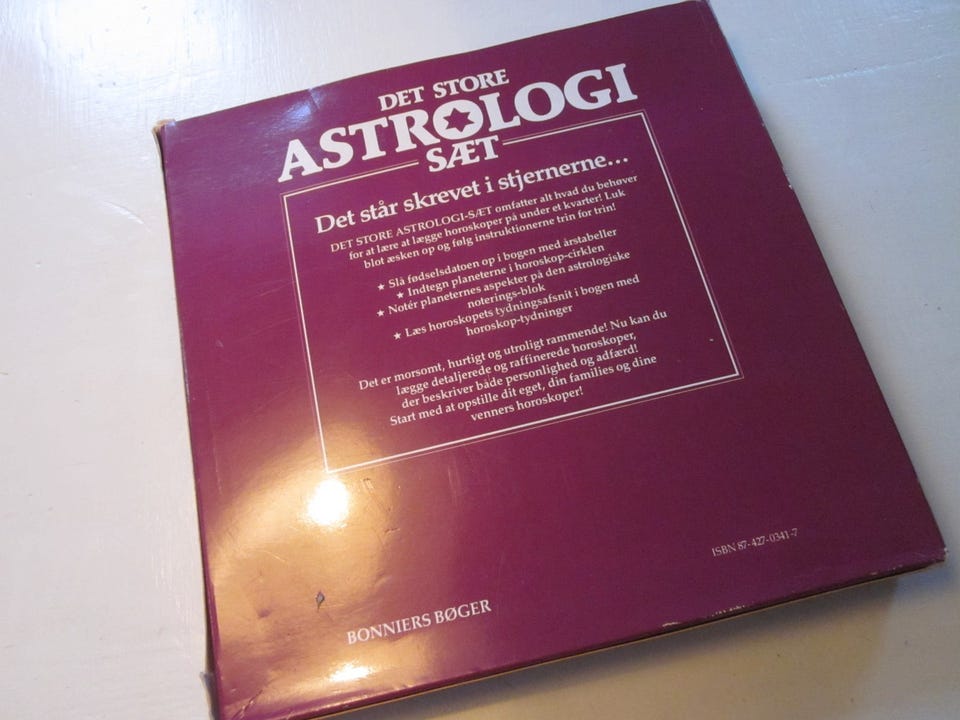 DET STORE
ASTROLOGI
SÆT
Det står skrevet i stjernerne...
DET STORE ASTROLOGI-SÆT omfatter alt hvad du behøver
for at lære at lægge horoskoper på under et kvarter! Luk
blot æsken op og følg instruktionerne trin for trin!
★ Slå fødselsdatoen op i bogen med årstabeller
★ Indtegn planeterne i horoskop-cirklen
★ Notér planeternes aspekter på den astrologiske
noterings-blok
★ Læs horoskopets tydningsafsnit i bogen med
horoskop-tydninger
Det er morsomt, hurtigt og utroligt rammende! Nu kan du
lægge detaljerede og raffinerede horoskoper,
der beskriver både personlighed og adfærd!
Start med at opstille dit eget, din families og dine
venners horoskoper!
ISBN 87-427-0341-7
BONNIERS BØGER